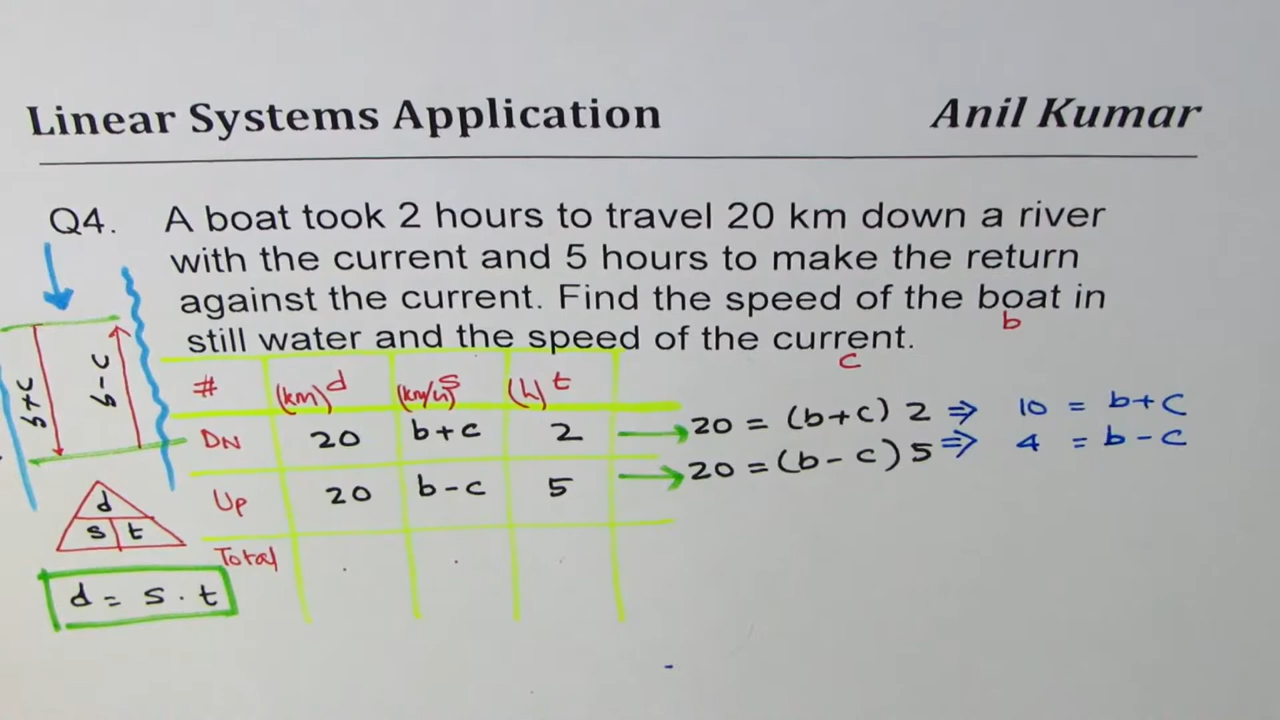 Linear Systems Application Anil Kumar
Q4. A boat took 2 hours to travel 20 km down a river
with the current and 5 hours to make the return
against the current. Find the speed of the boat in
b
still water and the speed of the current.
c
b+c
b-c
# (km) d (km/h) s (h) t
DN 20 b+c 2 → 20 = (b+c) 2 ⇒ 10 = b+c
Up 20 b-c 5 → 20 = (b-c) 5 ⇒ 4 = b-c
Total
d
s t
d = s . t